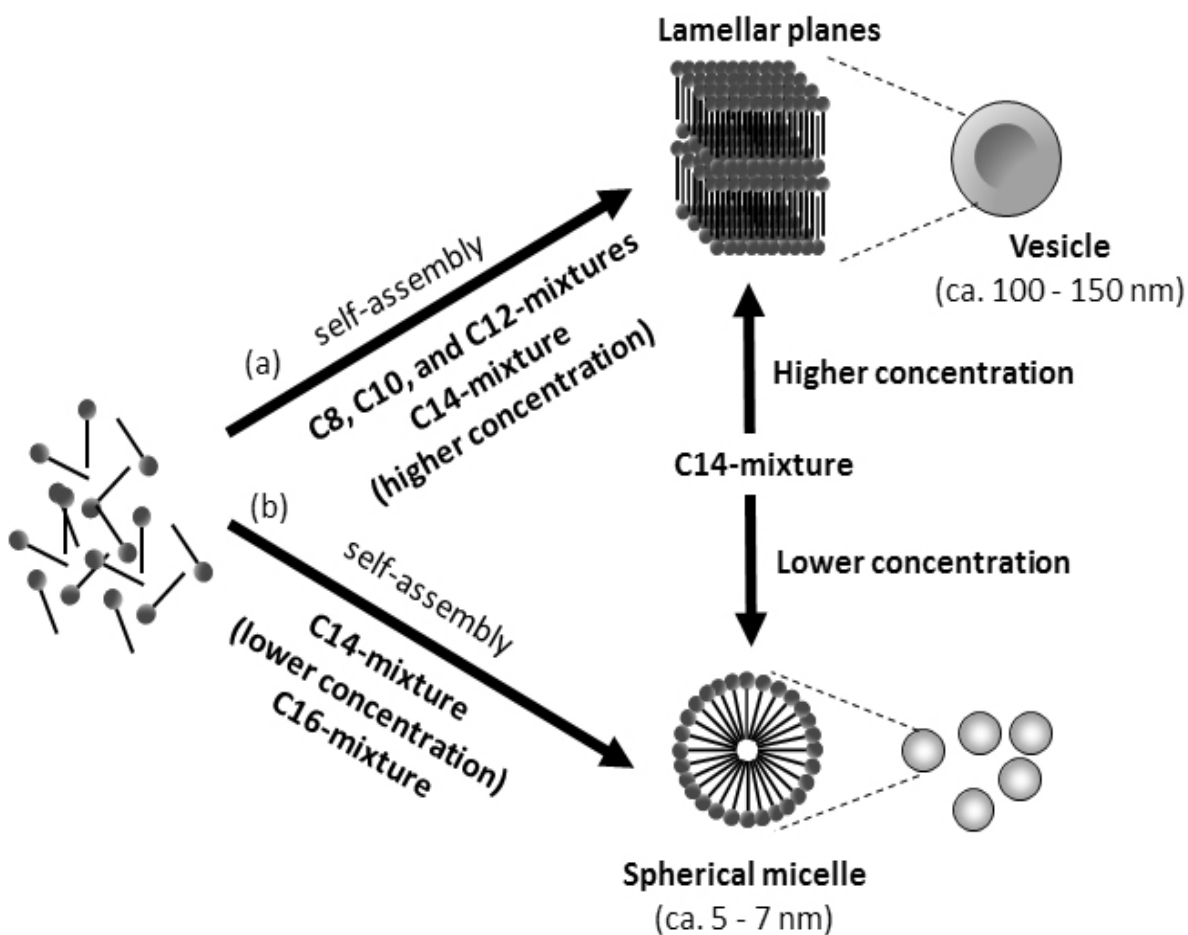 Lamellar planes
Vesicle
(ca. 100 - 150 nm)
(a)
self-assembly
C8, C10, and C12-mixtures
C14-mixture
(higher concentration)
Higher concentration
C14-mixture
Lower concentration
(b)
self-assembly
C14-mixture
(lower concentration)
C16-mixture
Spherical micelle
(ca. 5 - 7 nm)